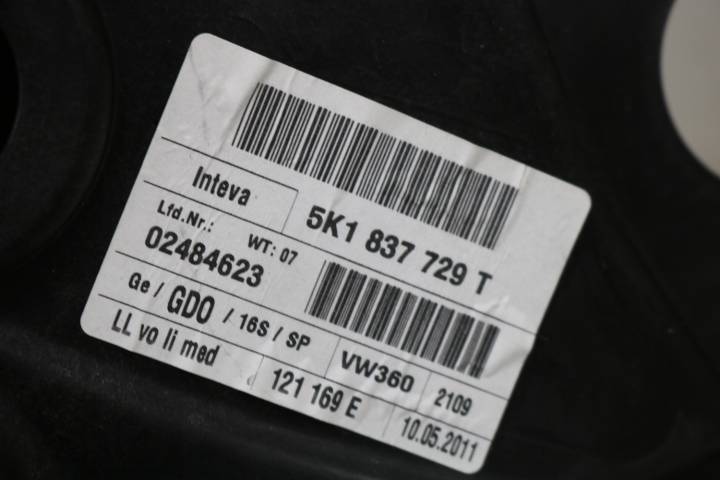 Inteva
5K1 837 729 T
Lfd.Nr.: WT: 07
02484623
Ge / GDO / 16S / SP
VW360 2109
LL vo li med
121 169 E
10.05.2011